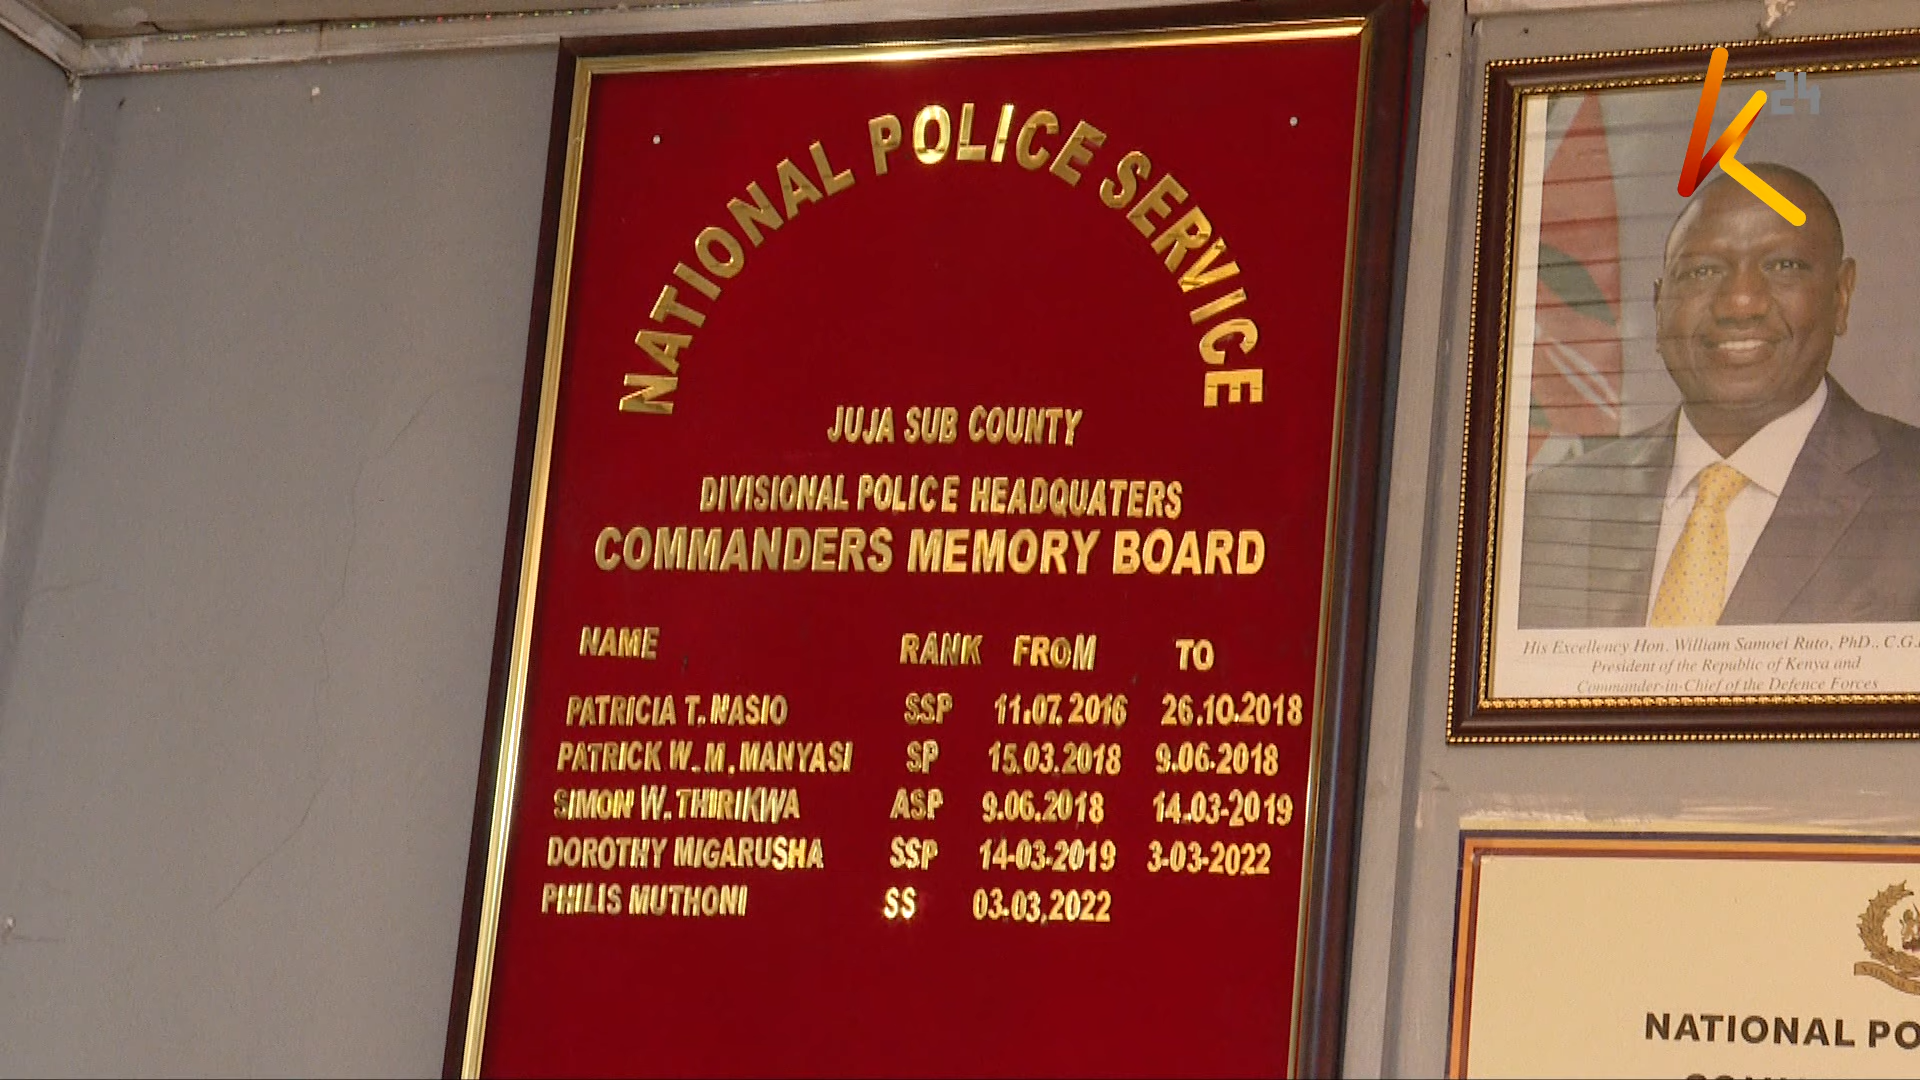 NATIONAL POLICE SERVICE
JUJA SUB COUNTY
DIVISIONAL POLICE HEADQUATERS
COMMANDERS MEMORY BOARD
NAME RANK FROM TO
PATRICIA T. NASIO SSP 11.07.2016 26.10.2018
PATRICK W. M. MANYASI SP 15.03.2018 9.06.2018
SIMON W. THIRIKWA ASP 9.06.2018 14.03-2019
DOROTHY MIGARUSHA SSP 14-03-2019 3-03-2022
PHILIS MUTHONI SS 03.03.2022
K24
His Excellency Hon. William Samoei Ruto, PhD., C.G.
President of the Republic of Kenya and
Commander-in-Chief of the Defence Forces
NATIONAL PO